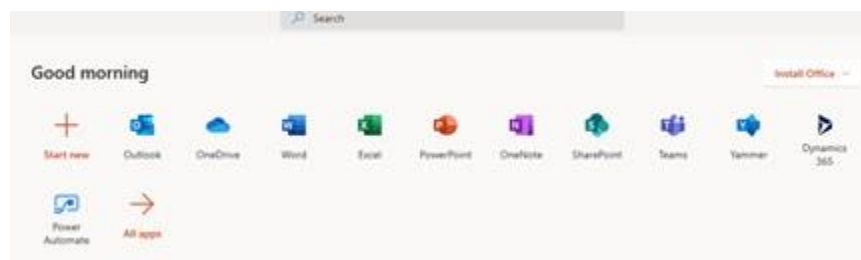 Search
Good morning
Install Office
Start new
Outlook
OneDrive
Word
Excel
PowerPoint
OneNote
SharePoint
Teams
Yammer
Dynamics
365
Power
Automate
All apps